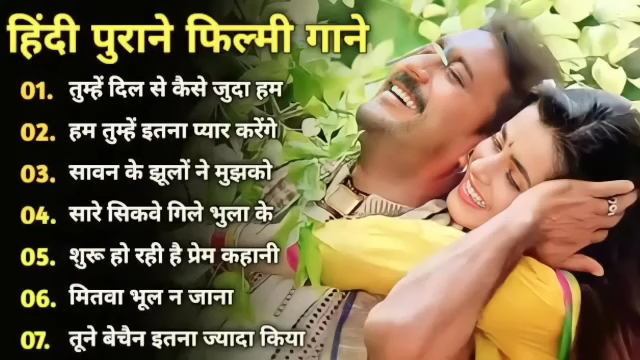 हिंदी पुराने फिल्मी गाने
01. तुम्हें दिल से कैसे जुदा हम
02. हम तुम्हें इतना प्यार करेंगे
03. सावन के झूलों ने मुझको
04. सारे सिकवे गिले भुला के
05. शुरू हो रही है प्रेम कहानी
06. मितवा भूल न जाना
07. तूने बेचैन इतना ज्यादा किया